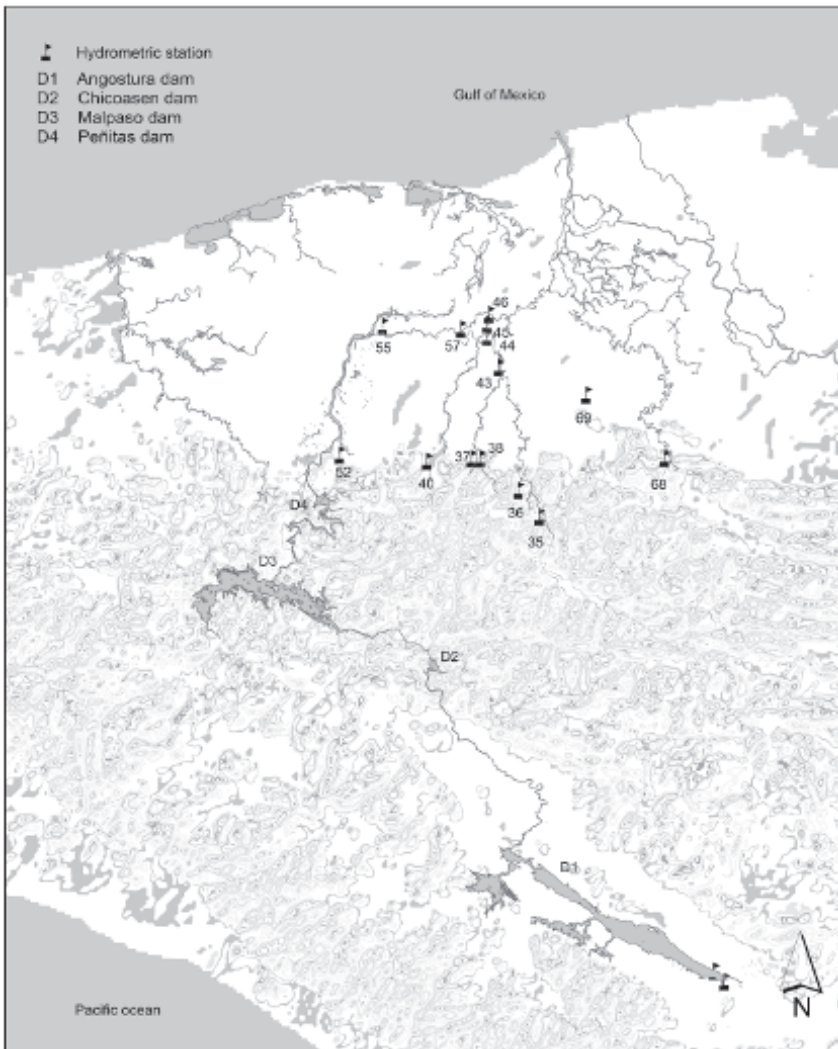 Hydrometric station
D1 Angostura dam
D2 Chicoasen dam
D3 Malpaso dam
D4 Peñitas dam
Gulf of Mexico
46
45
55
57
44
43
69
52
40
37
38
68
36
D4
35
D3
D2
D1
Pacific ocean
N